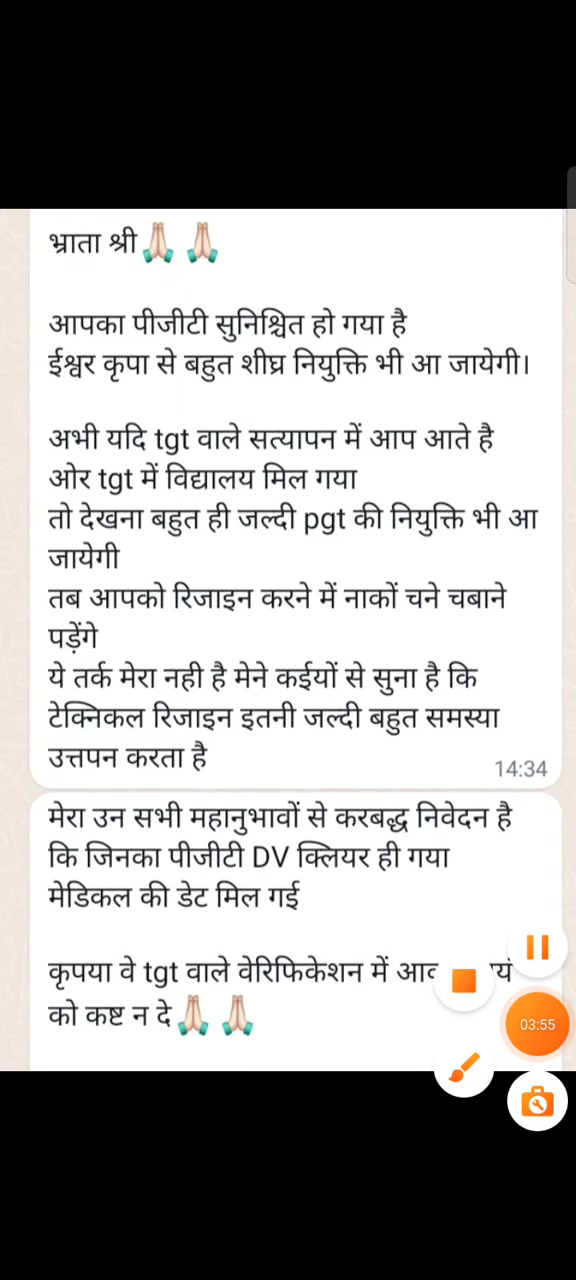 भ्राता श्री🙏🏻 🙏🏻
आपका पीजीटी सुनिश्चित हो गया है
ईश्वर कृपा से बहुत शीघ्र नियुक्ति भी आ जायेगी।
अभी यदि tgt वाले सत्यापन में आप आते है
ओर tgt में विद्यालय मिल गया
तो देखना बहुत ही जल्दी pgt की नियुक्ति भी आ
जायेगी
तब आपको रिजाइन करने में नाकों चने चबाने
पड़ेंगे
ये तर्क मेरा नही है मेने कईयों से सुना है कि
टेक्निकल रिजाइन इतनी जल्दी बहुत समस्या
उत्तपन करता है
14:34
मेरा उन सभी महानुभावों से करबद्ध निवेदन है
कि जिनका पीजीटी DV क्लियर ही गया
मेडिकल की डेट मिल गई
कृपया वे tgt वाले वेरिफिकेशन में
को कष्ट न दे🙏🏻 🙏🏻
03:55